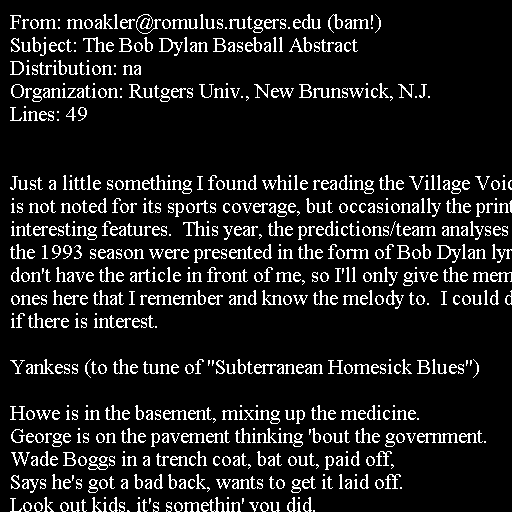 From: moakler@romulus.rutgers.edu (bam!)
Subject: The Bob Dylan Baseball Abstract
Distribution: na
Organization: Rutgers Univ., New Brunswick, N.J.
Lines: 49
Just a little something I found while reading the Village Voic
is not noted for its sports coverage, but occasionally the print
interesting features.  This year, the predictions/team analyses
the 1993 season were presented in the form of Bob Dylan lyr
don't have the article in front of me, so I'll only give the mem
ones here that I remember and know the melody to.  I could d
if there is interest.
Yankess (to the tune of "Subterranean Homesick Blues")
Howe is in the basement, mixing up the medicine.
George is on the pavement thinking 'bout the government.
Wade Boggs in a trench coat, bat out, paid off,
Says he's got a bad back, wants to get it laid off.
Look out kids, it's somethin' you did.